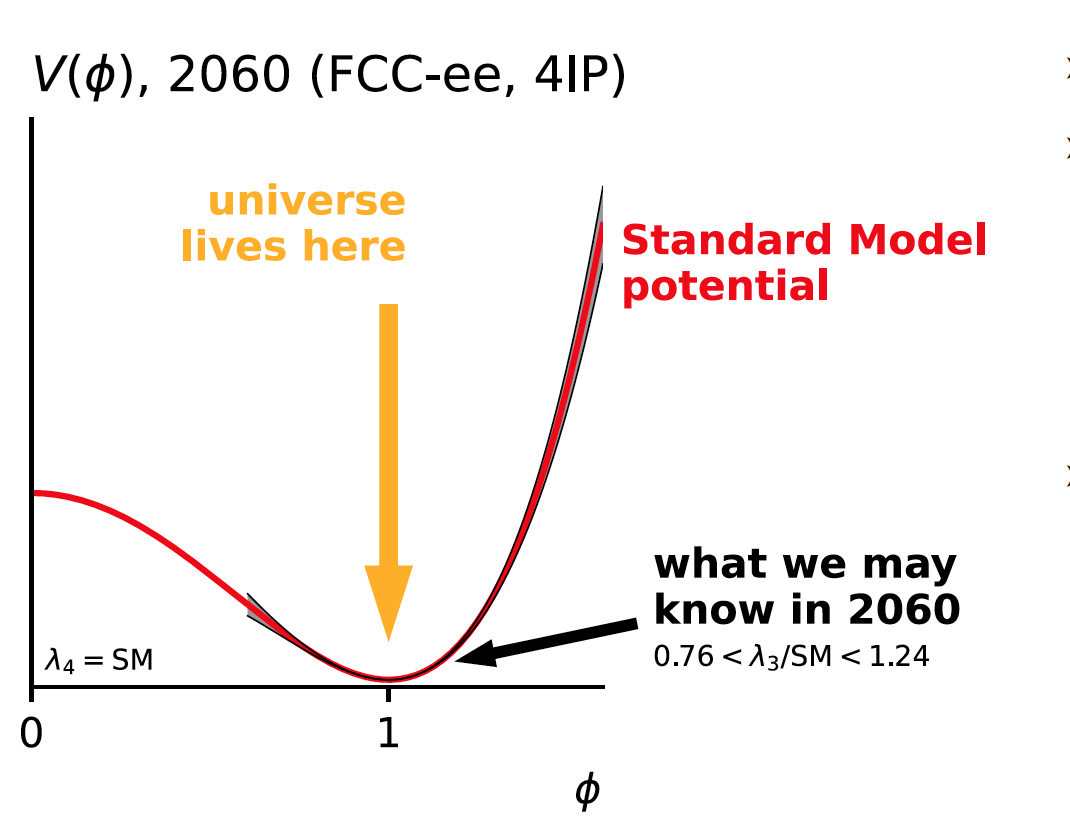 V(ϕ), 2060 (FCC-ee, 4IP)
universe
lives here
Standard Model
potential
what we may
know in 2060
0.76 < λ₃/SM < 1.24
λ₄ = SM
0
1
ϕ